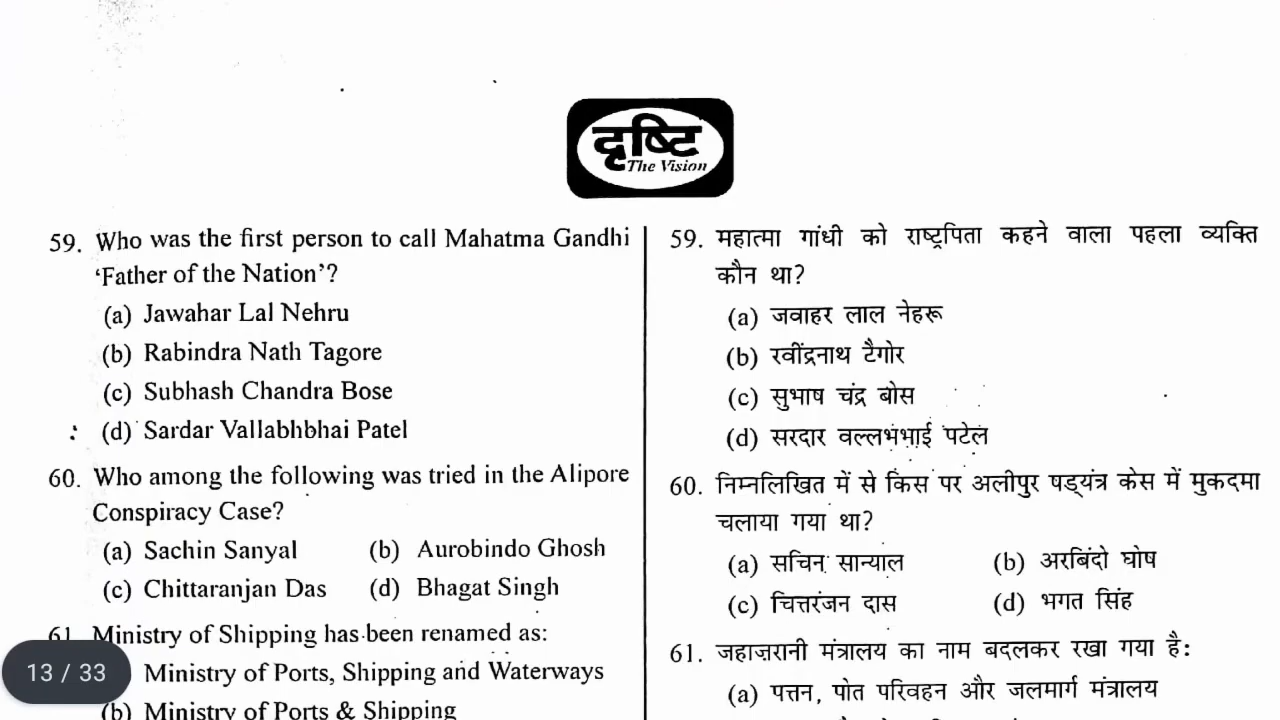 दृष्टि
The Vision
59. Who was the first person to call Mahatma Gandhi
‘Father of the Nation’?
(a) Jawahar Lal Nehru
(b) Rabindra Nath Tagore
(c) Subhash Chandra Bose
(d) Sardar Vallabhbhai Patel
60. Who among the following was tried in the Alipore
Conspiracy Case?
(a) Sachin Sanyal (b) Aurobindo Ghosh
(c) Chittaranjan Das (d) Bhagat Singh
61. Ministry of Shipping has been renamed as:
Ministry of Ports, Shipping and Waterways
(b) Ministry of Ports & Shipping
59. महात्मा गांधी को राष्ट्रपिता कहने वाला पहला व्यक्ति
कौन था?
(a) जवाहर लाल नेहरू
(b) रवींद्रनाथ टैगोर
(c) सुभाष चंद्र बोस
(d) सरदार वल्लभभाई पटेल
60. निम्नलिखित में से किस पर अलीपुर षड्यंत्र केस में मुकदमा
चलाया गया था?
(a) सचिन सान्याल (b) अरबिंदो घोष
(c) चित्तरंजन दास (d) भगत सिंह
61. जहाज़रानी मंत्रालय का नाम बदलकर रखा गया है:
(a) पत्तन, पोत परिवहन और जलमार्ग मंत्रालय
13 / 33